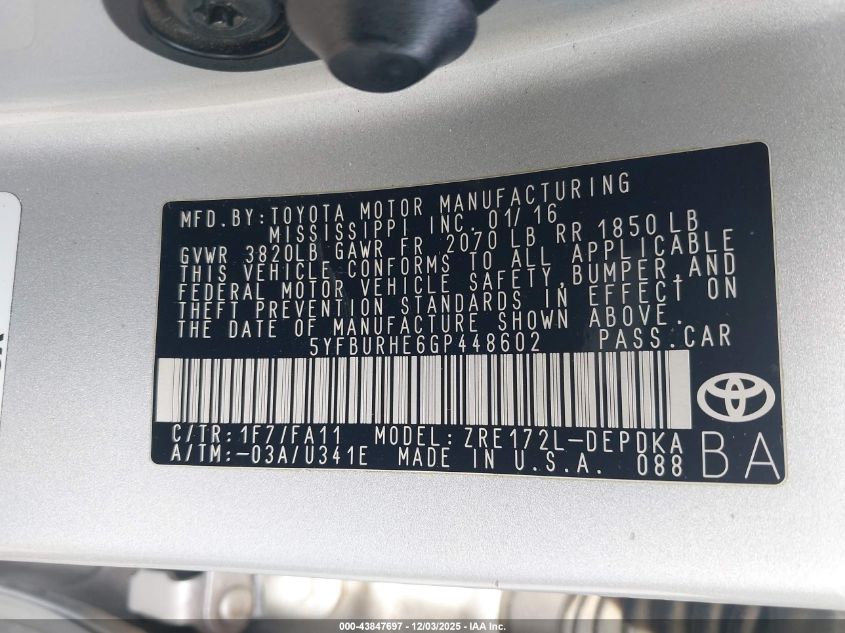 MFD.BY:TOYOTA MOTOR MANUFACTURING
MISSISSIPPI INC. 01/16
GVWR 3820LB GAWR FR 2070 LB RR 1850 LB
THIS VEHICLE CONFORMS TO ALL APPLICABLE
FEDERAL MOTOR VEHICLE SAFETY,BUMPER,AND
THEFT PREVENTION STANDARDS IN EFFECT ON
THE DATE OF MANUFACTURE SHOWN ABOVE.
5YFBURHE6GP448602 PASS.CAR
C/TR:1F7/FA11 MODEL:ZRE172L-DEPDKA
A/TM:-03A/U341E MADE IN U.S.A. 088 BA
000-43847697 - 12/03/2025 - IAA Inc.